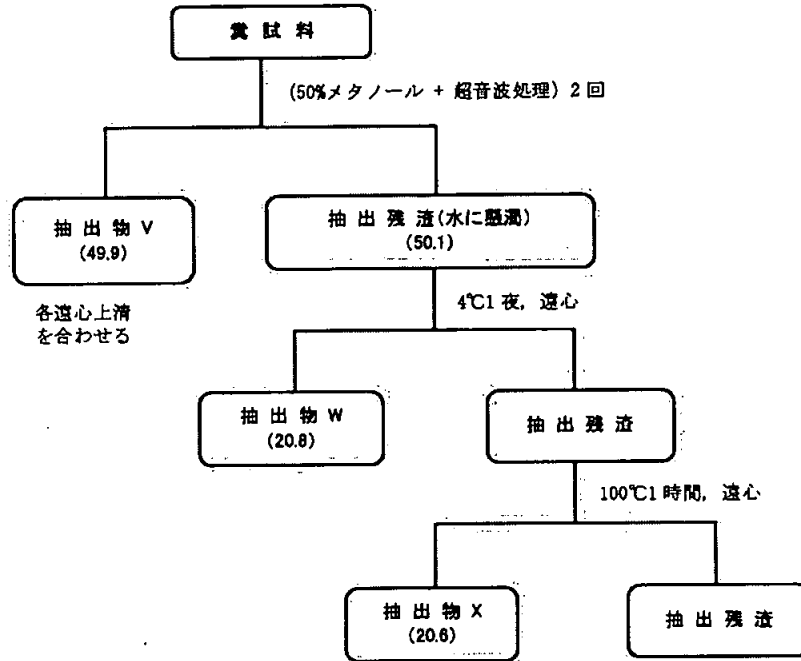 糞試料
(50%メタノール + 超音波処理) 2回
抽出物 V
(49.9)
抽出残渣(水に懸濁)
(50.1)
各遠心上清
を合わせる
4℃1夜, 遠心
抽出物 W
(20.8)
抽出残渣
100℃1時間, 遠心
抽出物 X
(20.6)
抽出残渣